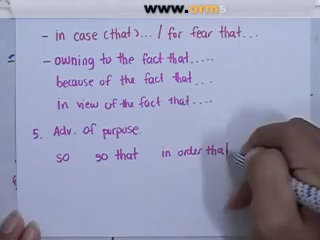 www.orms
- in case (that)... / for fear that...
- owning to the fact that.....
because of the fact that....
in view of the fact that....
5. Adv. of purpose.
so so that in order that